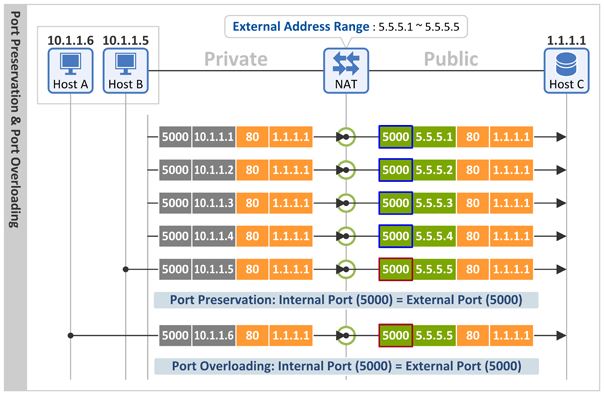 Port Preservation & Port Overloading
External Address Range : 5.5.5.1 ~ 5.5.5.5
10.1.1.6 10.1.1.5 1.1.1.1
Private Public
Host A Host B NAT Host C
5000 10.1.1.1 80 1.1.1.1 5000 5.5.5.1 80 1.1.1.1
5000 10.1.1.2 80 1.1.1.1 5000 5.5.5.2 80 1.1.1.1
5000 10.1.1.3 80 1.1.1.1 5000 5.5.5.3 80 1.1.1.1
5000 10.1.1.4 80 1.1.1.1 5000 5.5.5.4 80 1.1.1.1
5000 10.1.1.5 80 1.1.1.1 5000 5.5.5.5 80 1.1.1.1
Port Preservation: Internal Port (5000) = External Port (5000)
5000 10.1.1.6 80 1.1.1.1 5000 5.5.5.5 80 1.1.1.1
Port Overloading: Internal Port (5000) = External Port (5000)